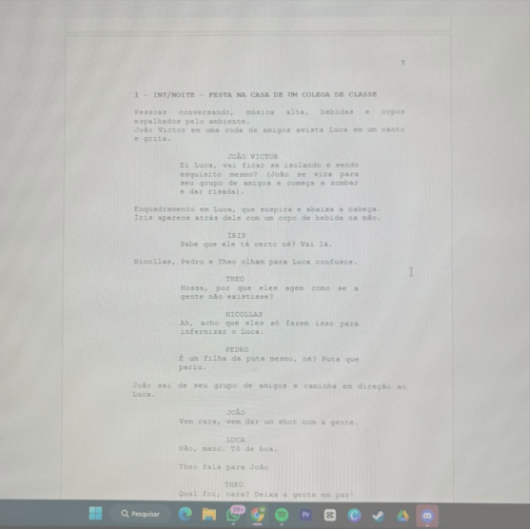 1
1 - INT/NOITE - FESTA NA CASA DE UM COLEGA DE CLASSE
Pessoas conversando, música alta, bebidas e copos
espalhados pelo ambiente.
João Victor em uma roda de amigos avista Luca em um canto
e grita.
JOÃO VICTOR
Ei Luca, vai ficar se isolando e sendo
esquisito mesmo? (João se vira para
seu grupo de amigos e começa a zombar
e dar risada).
Enquadramento em Luca, que suspira e abaixa a cabeça.
Íris aparece atrás dele com um copo de bebida na mão.
ÍRIS
Sabe que ele tá certo né? Vai lá.
Nicollas, Pedro e Theo olham para Luca confusos.
THEO
Nossa, por que eles agem como se a
gente não existisse?
NICOLLAS
Ah, acho que eles só fazem isso para
infernizar o Luca.
PEDRO
É um filha da puta mesmo, né? Puta que
pariu.
João sai de seu grupo de amigos e caminha em direção ao
Luca.
JOÃO
Vem cara, vem dar um shot com a gente.
LUCA
Não, mano. Tô de boa.
Theo fala para João
THEO
Qual foi, cara? Deixa a gente em paz!
Pesquisar
99+